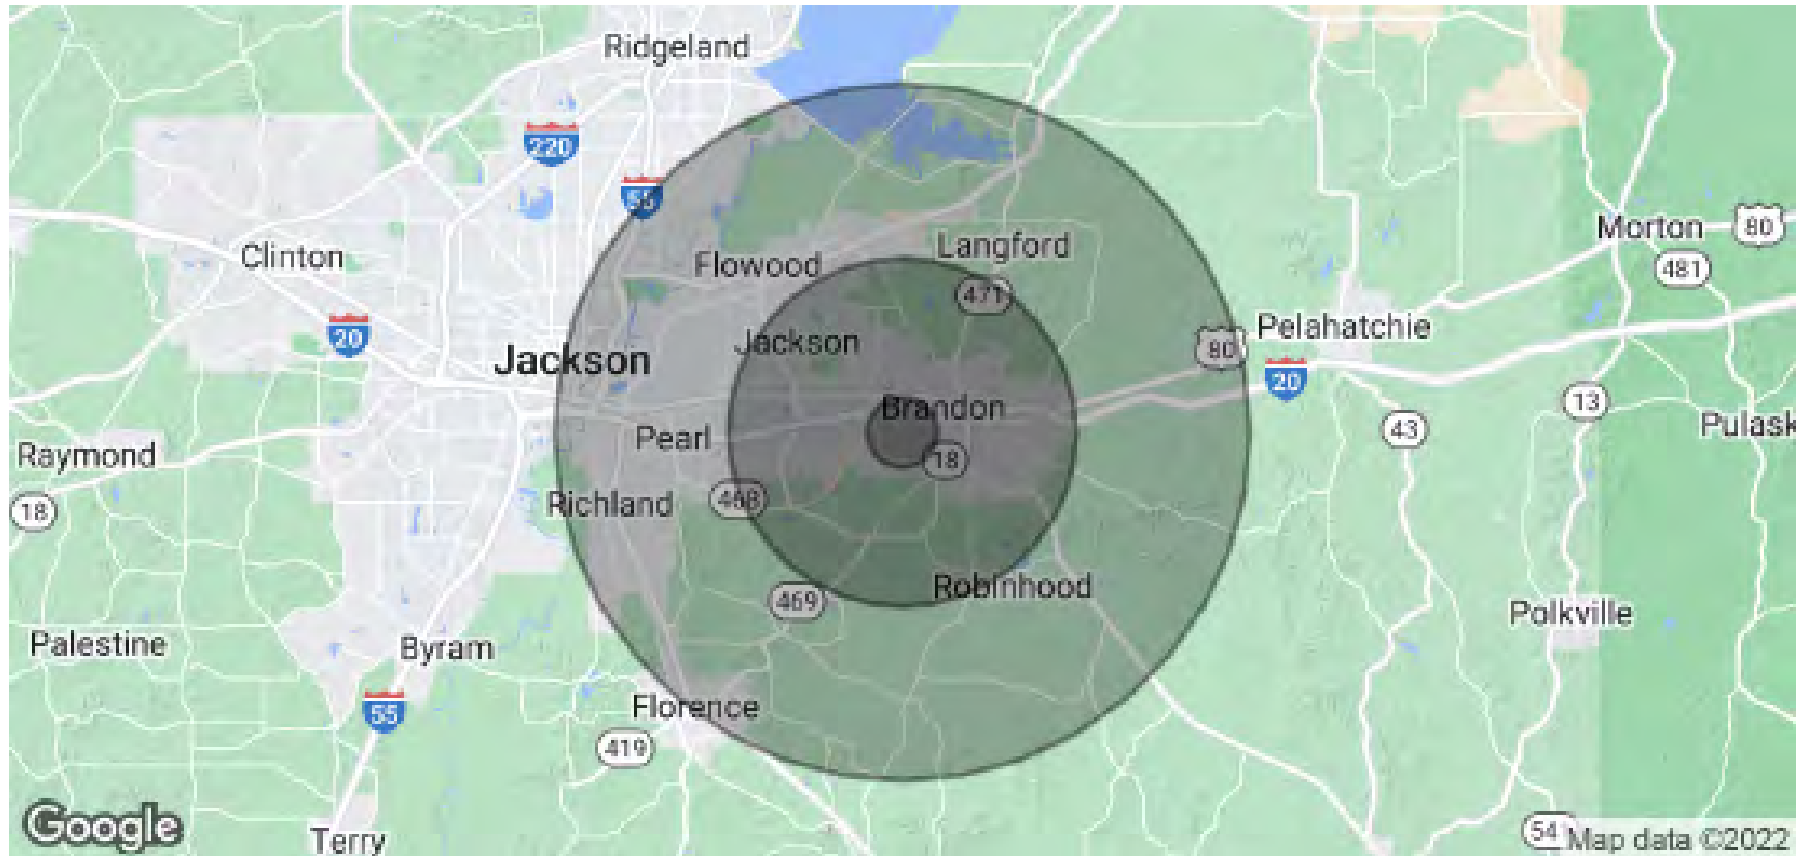 Ridgeland
220
55
Clinton
Flowood
Langford
Morton
80
481
471
20
Jackson
Jackson
80
Pelahatchie
20
Brandon
13
43
Pulask
Raymond
Pearl
18
18
Richland
468
469
Robinhood
Polkville
Palestine
Byram
55
Florence
419
Google
Terry
54
Map data ©2022